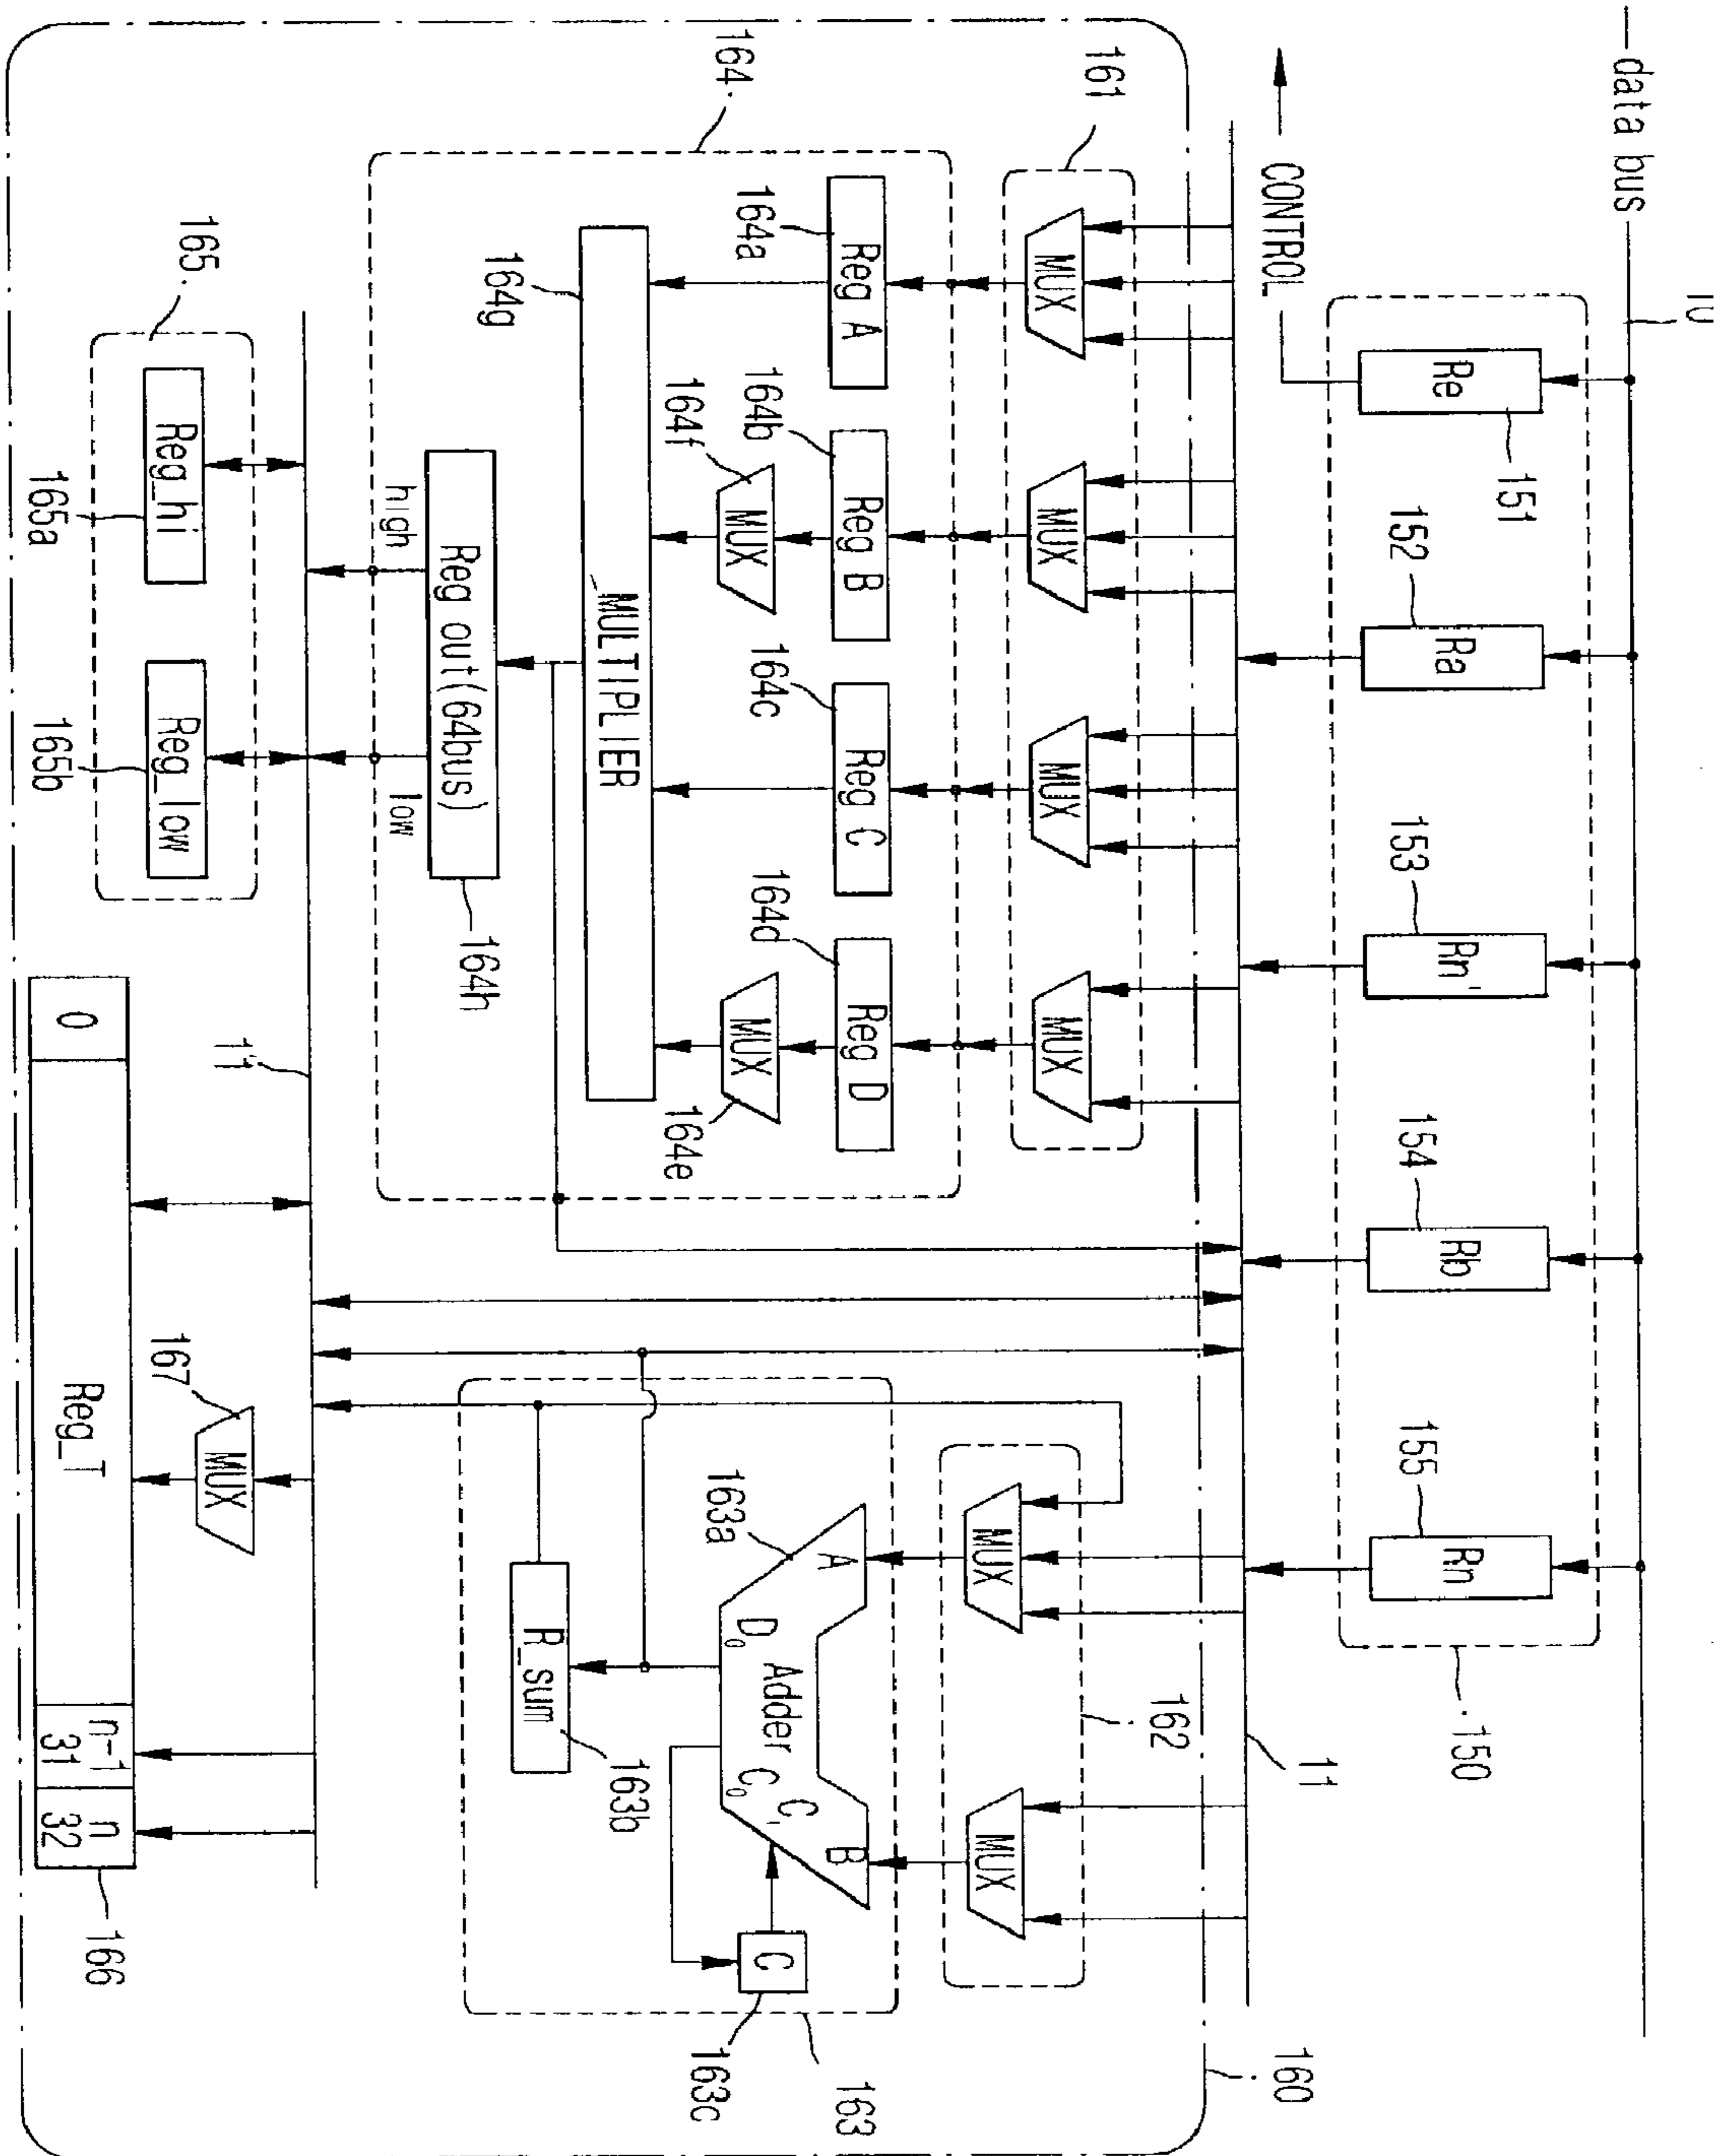 data bus
10
CONTROL
Re
151
152
Ra
153
Rn'
154
Rb
155
Rn
150
161
MUX
MUX
MUX
MUX
11
162
MUX
MUX
160
164
164a
Reg A
164b
Reg B
164c
Reg C
164d
Reg D
164f
MUX
MUX
164e
164g
MULTIPLIER
Reg out(64bus)
high
low
164h
163a
A
B
Adder
D0
C0
Ci
C
163c
R_sum
163b
163
165
Reg_hi
165a
Reg_low
165b
11
167
MUX
0
Reg_T
n-1
31
n
32
166